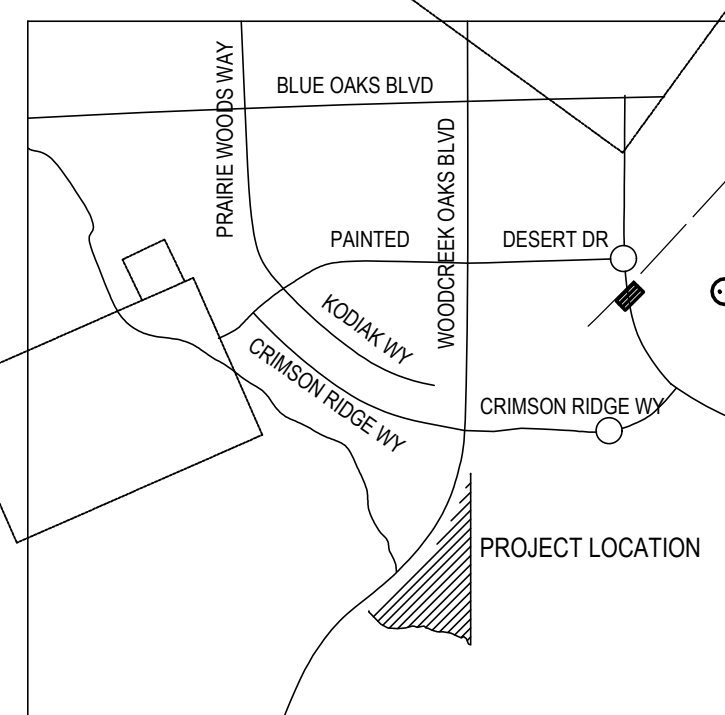 BLUE OAKS BLVD
PRAIRIE WOODS WAY
WOODCREEK OAKS BLVD
PAINTED DESERT DR
KODIAK WY
CRIMSON RIDGE WY
CRIMSON RIDGE WY
PROJECT LOCATION